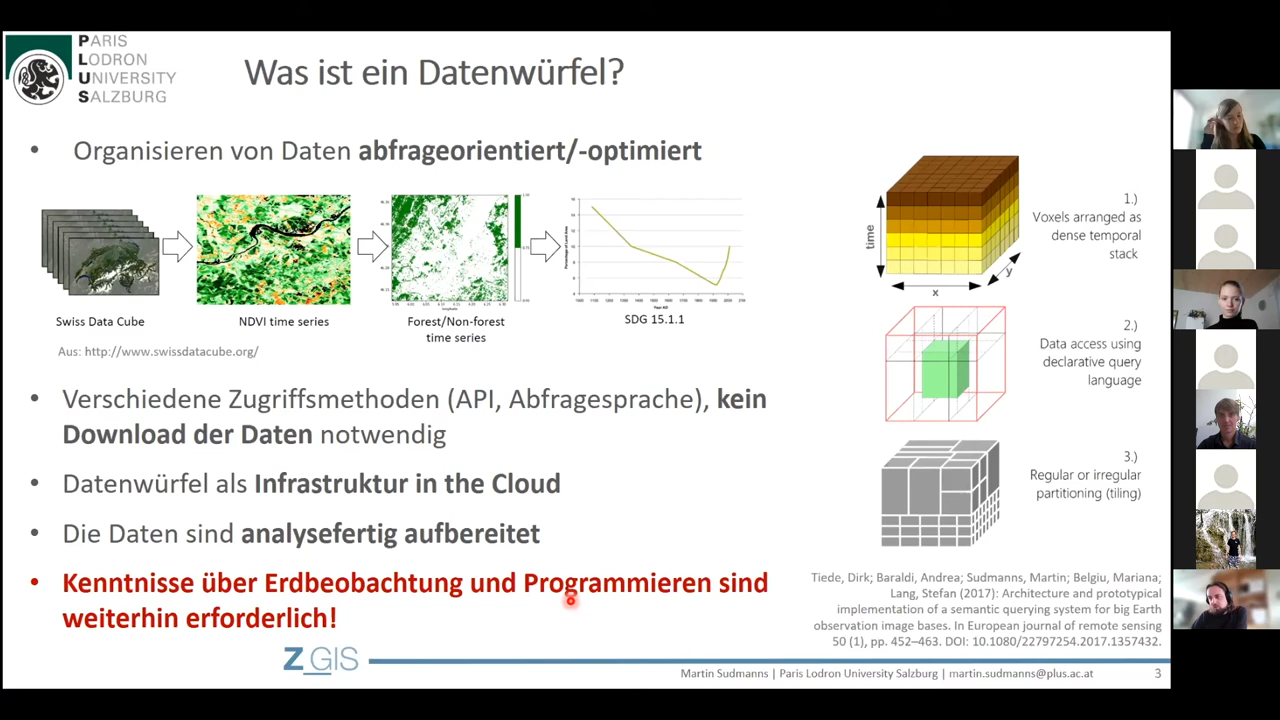 PARIS
LODRON
UNIVERSITY
SALZBURG
Was ist ein Datenwürfel?
• Organisieren von Daten abfrageorientiert/-optimiert
Swiss Data Cube
NDVI time series
Forest/Non-forest
time series
SDG 15.1.1
Aus: http://www.swissdatacube.org/
• Verschiedene Zugriffsmethoden (API, Abfragesprache), kein
Download der Daten notwendig
• Datenwürfel als Infrastruktur in the Cloud
• Die Daten sind analysefertig aufbereitet
• Kenntnisse über Erdbeobachtung und Programmieren sind
weiterhin erforderlich!
time
x
y
1.)
Voxels arranged as
dense temporal
stack
2.)
Data access using
declarative query
language
3.)
Regular or irregular
partitioning (tiling)
Tiede, Dirk; Baraldi, Andrea; Sudmanns, Martin; Belgiu, Mariana;
Lang, Stefan (2017): Architecture and prototypical
implementation of a semantic querying system for big Earth
observation image bases. In European journal of remote sensing
50 (1), pp. 452–463. DOI: 10.1080/22797254.2017.1357432.
Z_GIS
Martin Sudmanns | Paris Lodron University Salzburg | martin.sudmanns@plus.ac.at
3